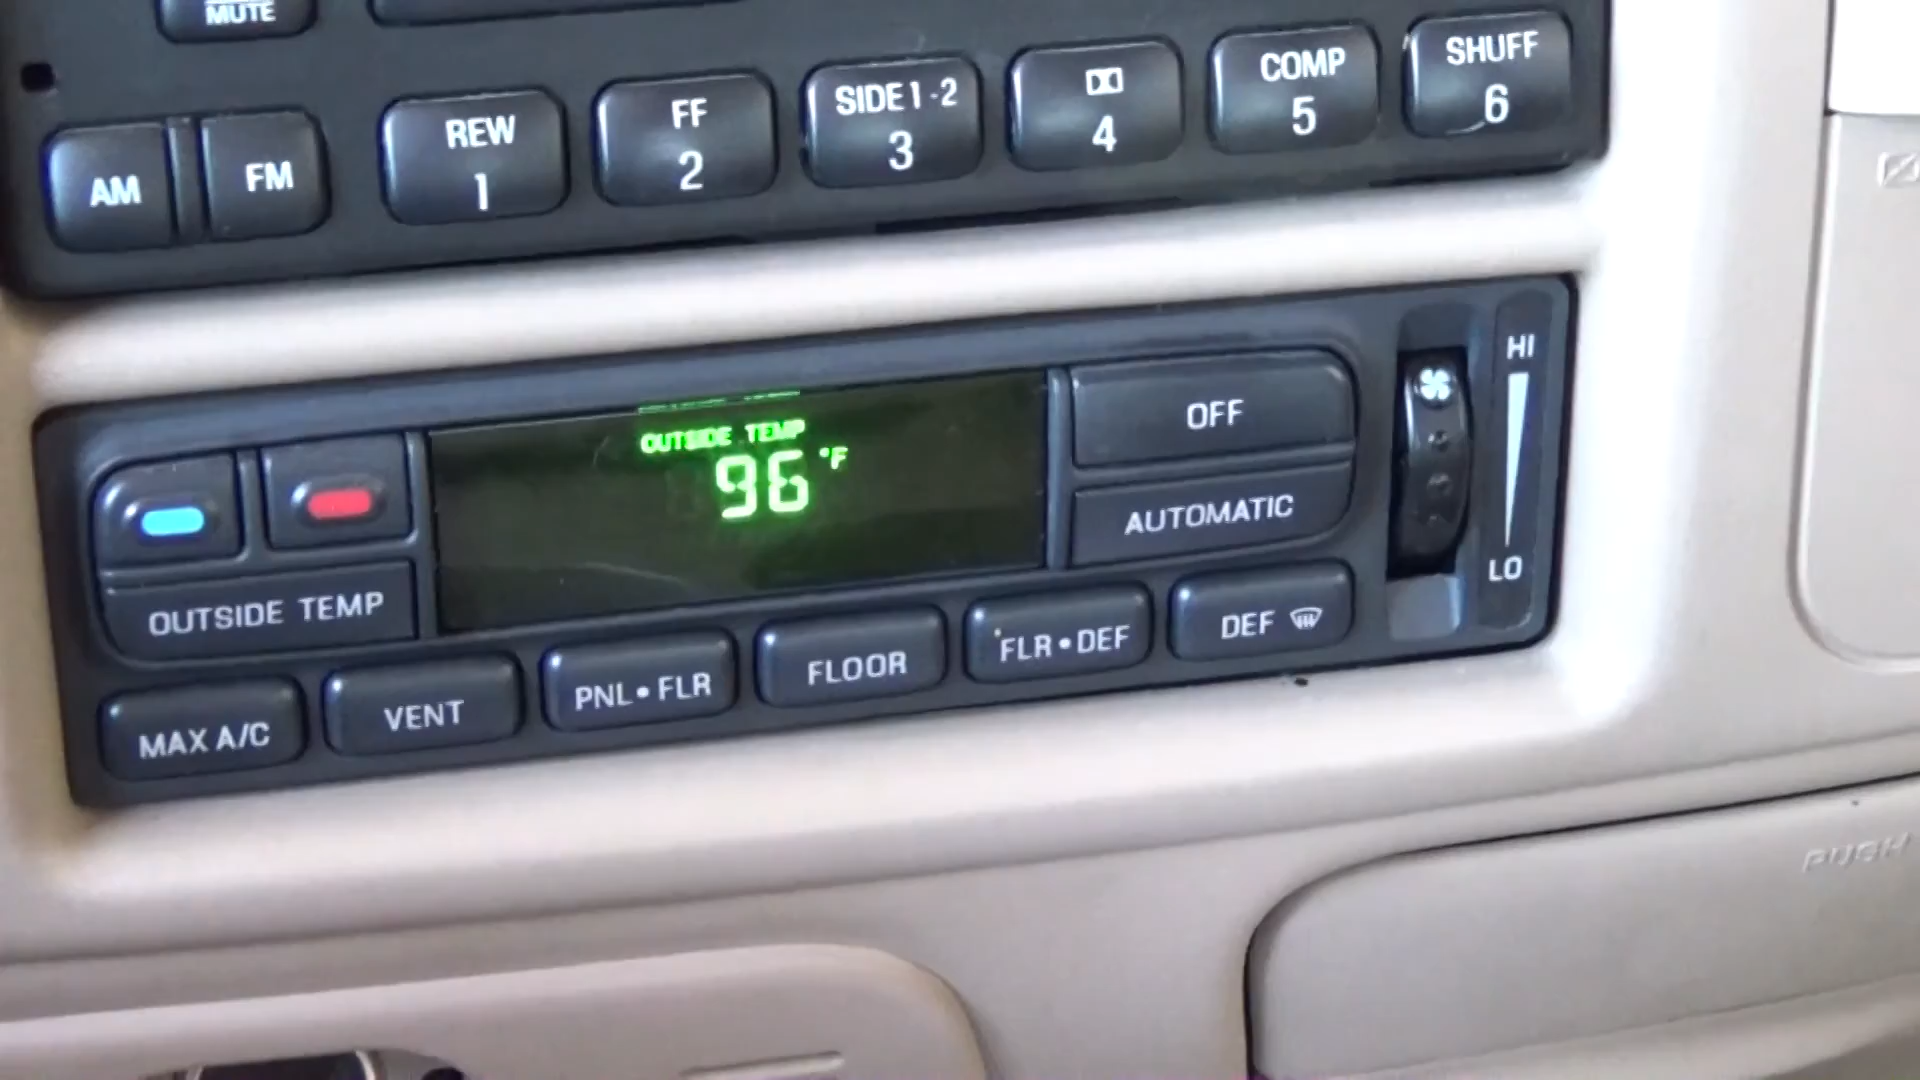 MUTE
AM
FM
REW
1
FF
2
SIDE 1-2
3
4
COMP
5
SHUFF
6
OUTSIDE TEMP
96 °F
OFF
AUTOMATIC
HI
LO
OUTSIDE TEMP
MAX A/C
VENT
PNL•FLR
FLOOR
FLR•DEF
DEF
PUSH